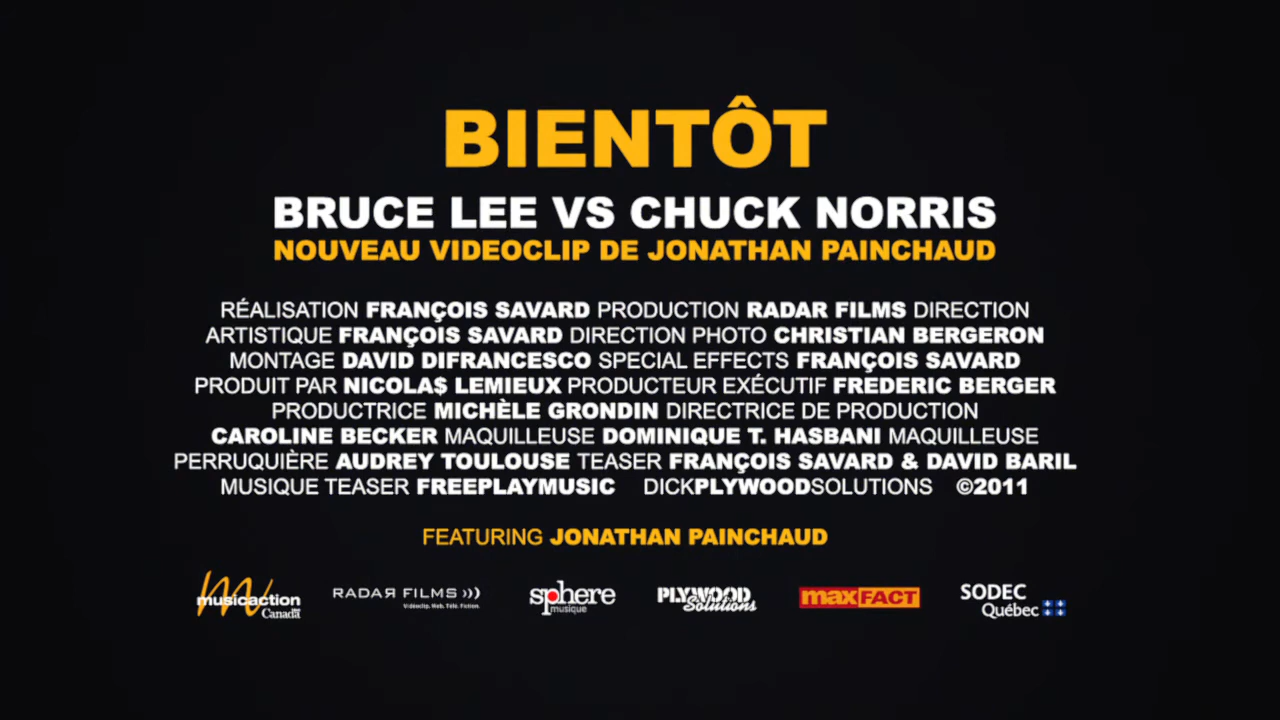 BIENTÔT
BRUCE LEE VS CHUCK NORRIS
NOUVEAU VIDEOCLIP DE JONATHAN PAINCHAUD
RÉALISATION FRANÇOIS SAVARD PRODUCTION RADAR FILMS DIRECTION
ARTISTIQUE FRANÇOIS SAVARD DIRECTION PHOTO CHRISTIAN BERGERON
MONTAGE DAVID DIFRANCESCO SPECIAL EFFECTS FRANÇOIS SAVARD
PRODUIT PAR NICOLA$ LEMIEUX PRODUCTEUR EXÉCUTIF FREDERIC BERGER
PRODUCTRICE MICHÈLE GRONDIN DIRECTRICE DE PRODUCTION
CAROLINE BECKER MAQUILLEUSE DOMINIQUE T. HASBANI MAQUILLEUSE
PERRUQUIÈRE AUDREY TOULOUSE TEASER FRANÇOIS SAVARD & DAVID BARIL
MUSIQUE TEASER FREEPLAYMUSIC DICKPLYWOODSOLUTIONS ©2011
FEATURING JONATHAN PAINCHAUD
musicaction
Canada
RADAR FILMS
Vidéoclip. Web. Télé. Fiction.
sphere
musique
PLYWOOD
Solutions
maxFACT
SODEC
Québec